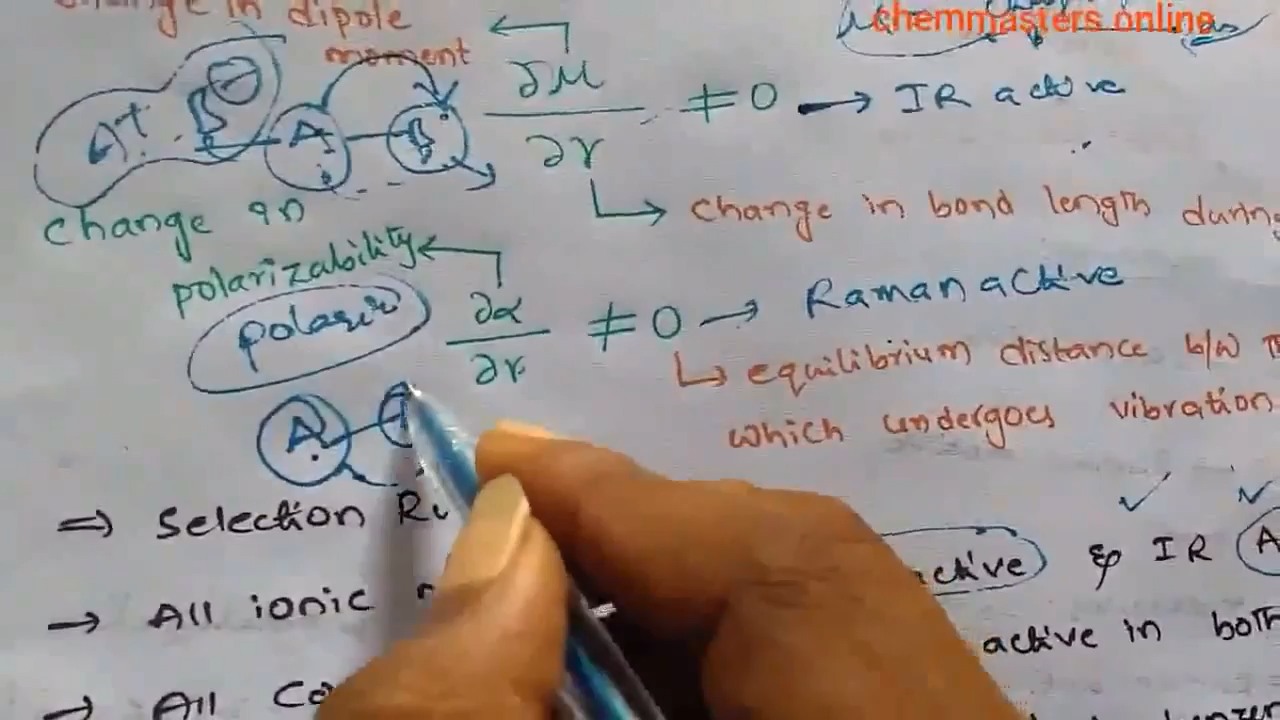 change in dipole
moment
chemmasters.online
∂μ
∂r
≠0 → IR active
A+ B⊖ A B
change in bond length during
change in
polarizability
polariz
∂α
∂r
≠0 → Raman active
equilibrium distance b/w
which undergoes vibration
A
⇒ Selection
→ All ionic
active & IR
active in both
→ All